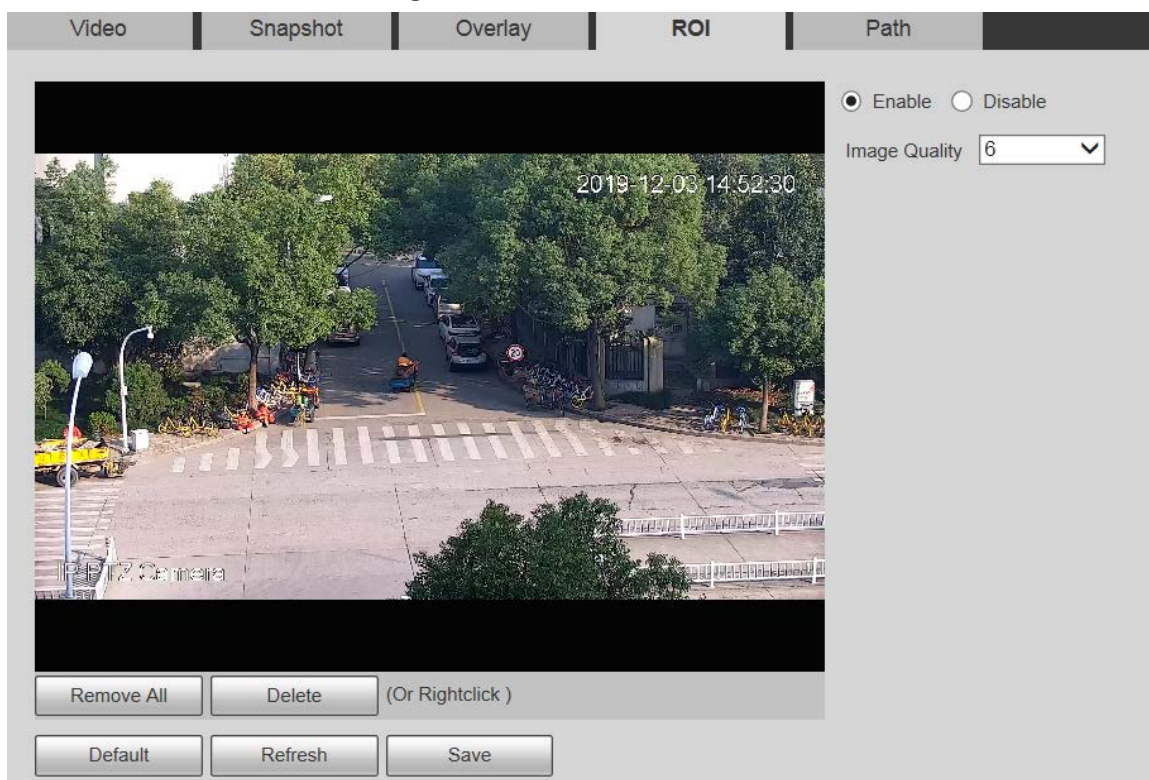 Video Snapshot Overlay ROI Path
Enable Disable
Image Quality 6
2019-12-03 14:52:30
20
IP PTZ Camera
Remove All Delete (Or Rightclick )
Default Refresh Save